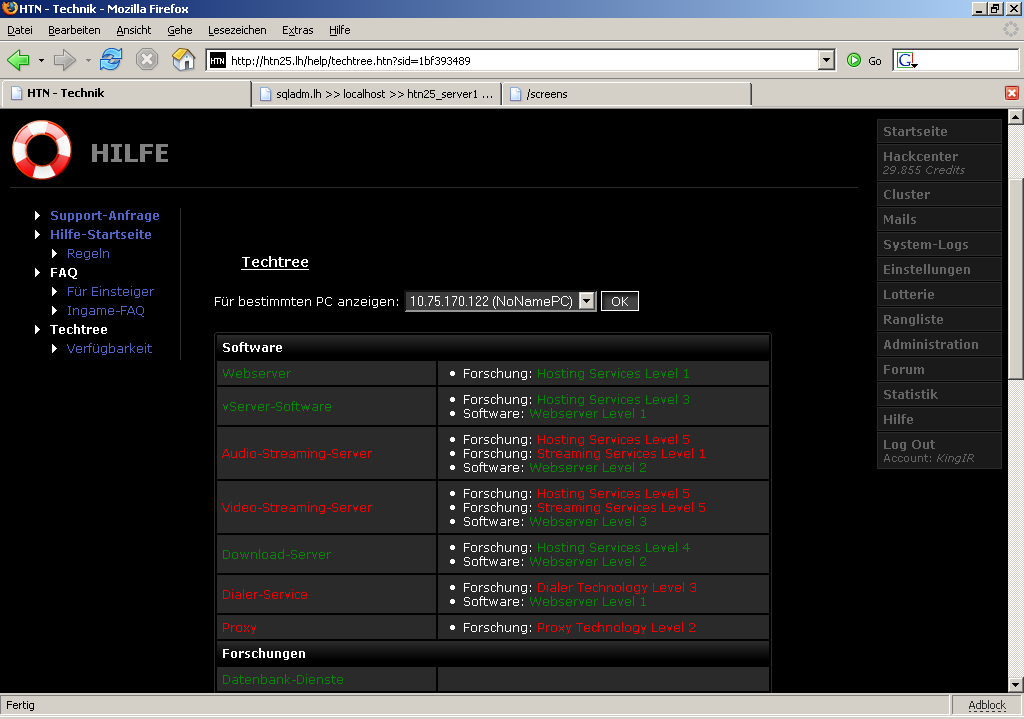 HTN - Technik - Mozilla Firefox
Datei Bearbeiten Ansicht Gehe Lesezeichen Extras Hilfe
HTN http://htn25.lh/help/techtree.htn?sid=1bf393489 Go G
HTN - Technik sqladm.lh >> localhost >> htn25_server1 ... /screens
HILFE
Support-Anfrage
Hilfe-Startseite
Regeln
FAQ
Für Einsteiger
Ingame-FAQ
Techtree
Verfügbarkeit
Techtree
Für bestimmten PC anzeigen: 10.75.170.122 (NoNamePC) OK
Software
Webserver
Forschung: Hosting Services Level 1
vServer-Software
Forschung: Hosting Services Level 3
Software: Webserver Level 1
Audio-Streaming-Server
Forschung: Hosting Services Level 5
Forschung: Streaming Services Level 1
Software: Webserver Level 2
Video-Streaming-Server
Forschung: Hosting Services Level 5
Forschung: Streaming Services Level 5
Software: Webserver Level 3
Download-Server
Forschung: Hosting Services Level 4
Software: Webserver Level 2
Dialer-Service
Forschung: Dialer Technology Level 3
Software: Webserver Level 1
Proxy
Forschung: Proxy Technology Level 2
Forschungen
Datenbank-Dienste
Startseite
Hackcenter
29.855 Credits
Cluster
Mails
System-Logs
Einstellungen
Lotterie
Rangliste
Administration
Forum
Statistik
Hilfe
Log Out
Account: KingIR
Fertig
Adblock